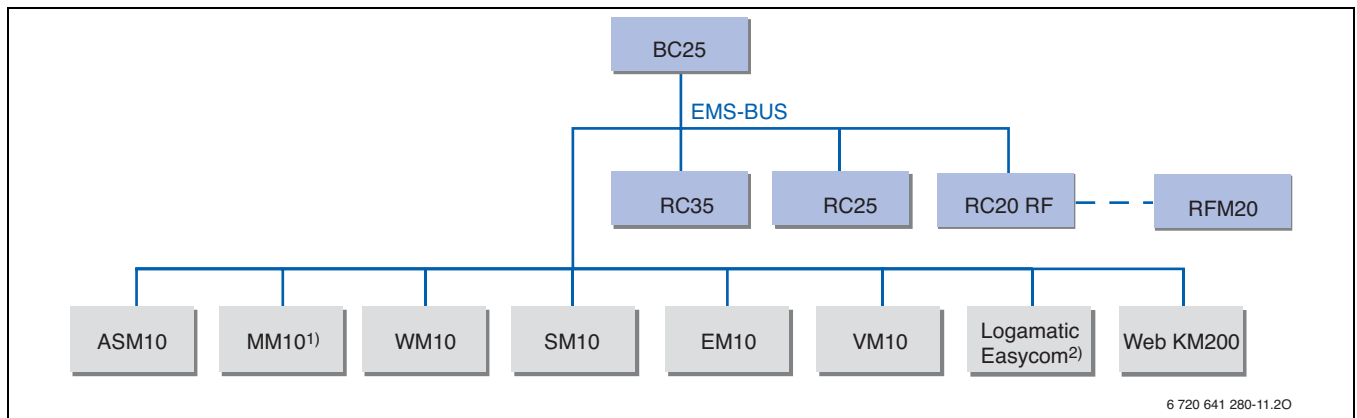 BC25
EMS-BUS
RC35
RC25
RC20 RF
RFM20
ASM10
MM10¹⁾
WM10
SM10
EM10
VM10
Logamatic
Easycom²⁾
Web KM200
6 720 641 280-11.2O